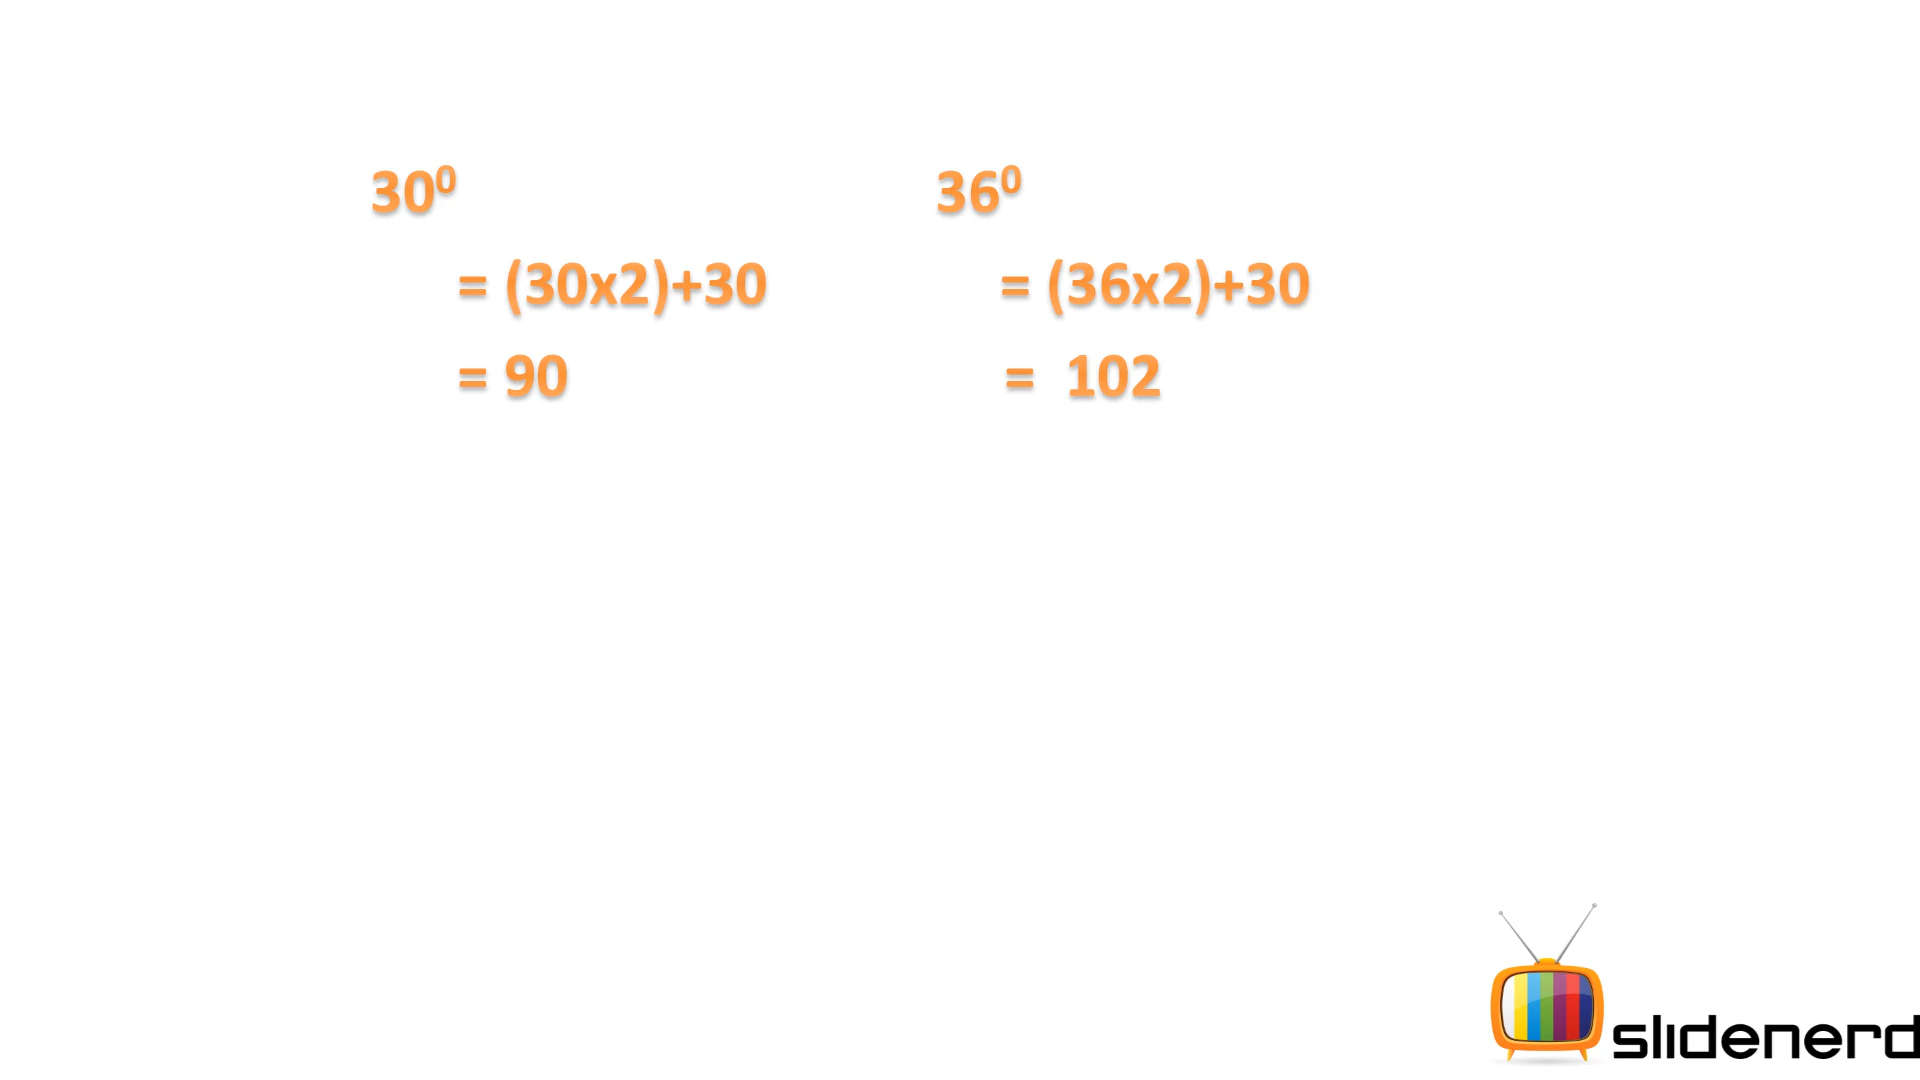 30⁰
= (30x2)+30
= 90
36⁰
= (36x2)+30
= 102
slidenerd